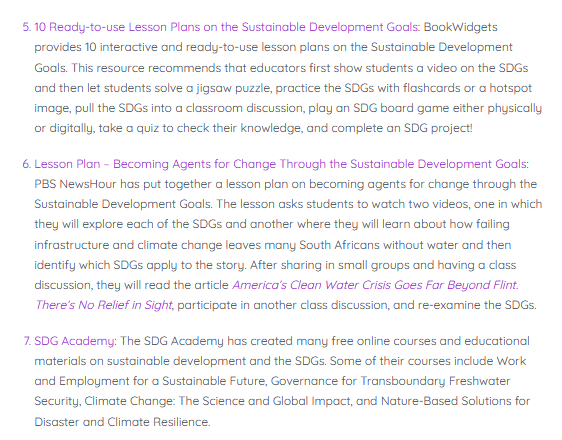 5. 10 Ready-to-use Lesson Plans on the Sustainable Development Goals: BookWidgets
provides 10 interactive and ready-to-use lesson plans on the Sustainable Development
Goals. This resource recommends that educators first show students a video on the SDGs
and then let students solve a jigsaw puzzle, practice the SDGs with flashcards or a hotspot
image, pull the SDGs into a classroom discussion, play an SDG board game either physically
or digitally, take a quiz to check their knowledge, and complete an SDG project!
6. Lesson Plan – Becoming Agents for Change Through the Sustainable Development Goals:
PBS NewsHour has put together a lesson plan on becoming agents for change through the
Sustainable Development Goals. The lesson asks students to watch two videos, one in which
they will explore each of the SDGs and another where they will learn about how failing
infrastructure and climate change leaves many South Africans without water and then
identify which SDGs apply to the story. After sharing in small groups and having a class
discussion, they will read the article America's Clean Water Crisis Goes Far Beyond Flint.
There's No Relief in Sight, participate in another class discussion, and re-examine the SDGs.
7. SDG Academy: The SDG Academy has created many free online courses and educational
materials on sustainable development and the SDGs. Some of their courses include Work
and Employment for a Sustainable Future, Governance for Transboundary Freshwater
Security, Climate Change: The Science and Global Impact, and Nature-Based Solutions for
Disaster and Climate Resilience.